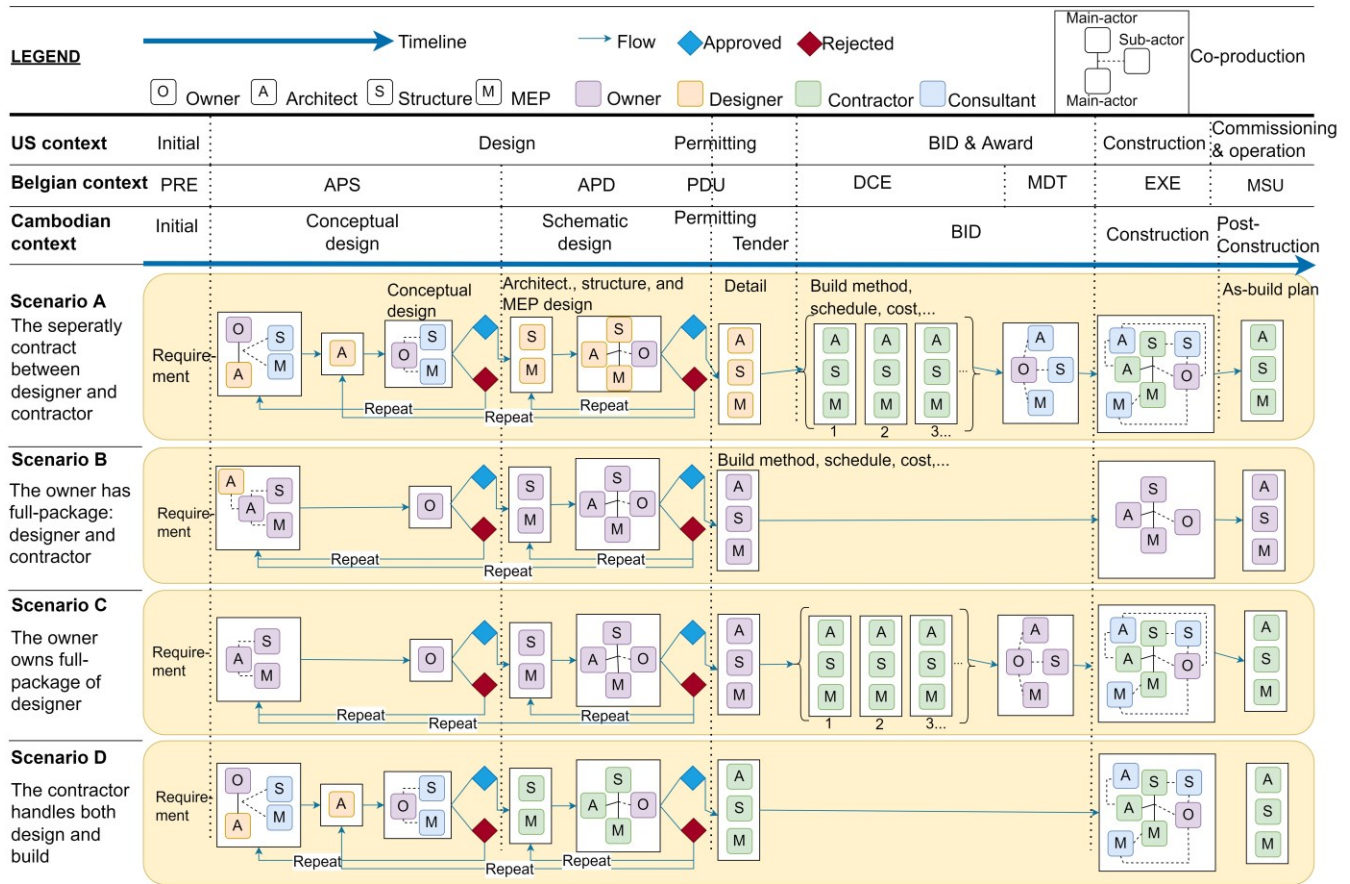 LEGEND
Timeline
Flow
Approved
Rejected
Main-actor
Sub-actor
Main-actor
Co-production
O Owner
A Architect
S Structure
M MEP
Owner
Designer
Contractor
Consultant
US context
Initial
Design
Permitting
BID & Award
Construction
Commissioning
& operation
Belgian context
PRE
APS
APD
PDU
DCE
MDT
EXE
MSU
Cambodian
context
Initial
Conceptual
design
Schematic
design
Permitting
Tender
BID
Construction
Post-
Construction
Scenario A
The seperatly
contract
between
designer and
contractor
Require-
ment
O
A
S
M
A
Conceptual
design
O
S
M
Architect., structure, and
MEP design
S
M
S
A
O
M
Detail
A
S
M
Build method,
schedule, cost,...
A
S
M
1
A
S
M
2
A
S
M
3...
...
A
O
S
M
A
S
S
A
O
M
M
As-build plan
A
S
M
Repeat
Repeat
Repeat
Scenario B
The owner has
full-package:
designer and
contractor
Require-
ment
A
S
A
M
O
S
M
S
A
O
M
Build method, schedule, cost,...
A
S
M
S
A
O
M
A
S
M
Repeat
Repeat
Repeat
Scenario C
The owner
owns full-
package of
designer
Require-
ment
S
A
M
O
S
M
S
A
O
M
A
S
M
A
S
M
1
A
S
M
2
A
S
M
3...
...
A
O
S
M
A
S
S
A
O
M
M
A
S
M
Repeat
Repeat
Repeat
Scenario D
The contractor
handles both
design and
build
Require-
ment
O
A
S
M
A
O
S
M
S
M
S
A
O
M
A
S
M
A
S
S
A
O
M
M
A
S
M
Repeat
Repeat
Repeat